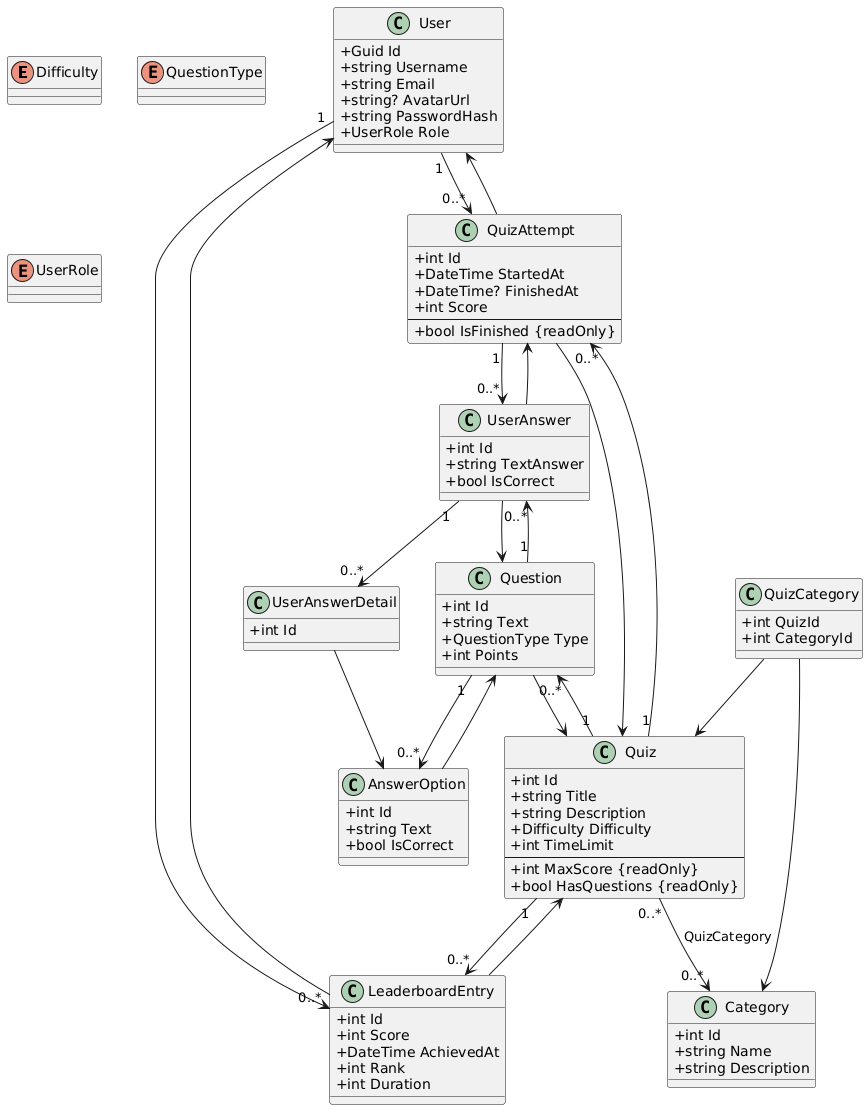 E Difficulty
E QuestionType
C User
+Guid Id
+string Username
+string Email
+string? AvatarUrl
+string PasswordHash
+UserRole Role
1
1
0..*
E UserRole
C QuizAttempt
+int Id
+DateTime StartedAt
+DateTime? FinishedAt
+int Score
+bool IsFinished {readOnly}
1
0..*
0..*
C UserAnswer
+int Id
+string TextAnswer
+bool IsCorrect
1
0..*
0..*
1
C UserAnswerDetail
+int Id
C Question
+int Id
+string Text
+QuestionType Type
+int Points
C QuizCategory
+int QuizId
+int CategoryId
1
0..*
0..*
1
1
C AnswerOption
+int Id
+string Text
+bool IsCorrect
C Quiz
+int Id
+string Title
+string Description
+Difficulty Difficulty
+int TimeLimit
+int MaxScore {readOnly}
+bool HasQuestions {readOnly}
1
0..*
0..*
QuizCategory
0..*
0..*
C LeaderboardEntry
+int Id
+int Score
+DateTime AchievedAt
+int Rank
+int Duration
C Category
+int Id
+string Name
+string Description